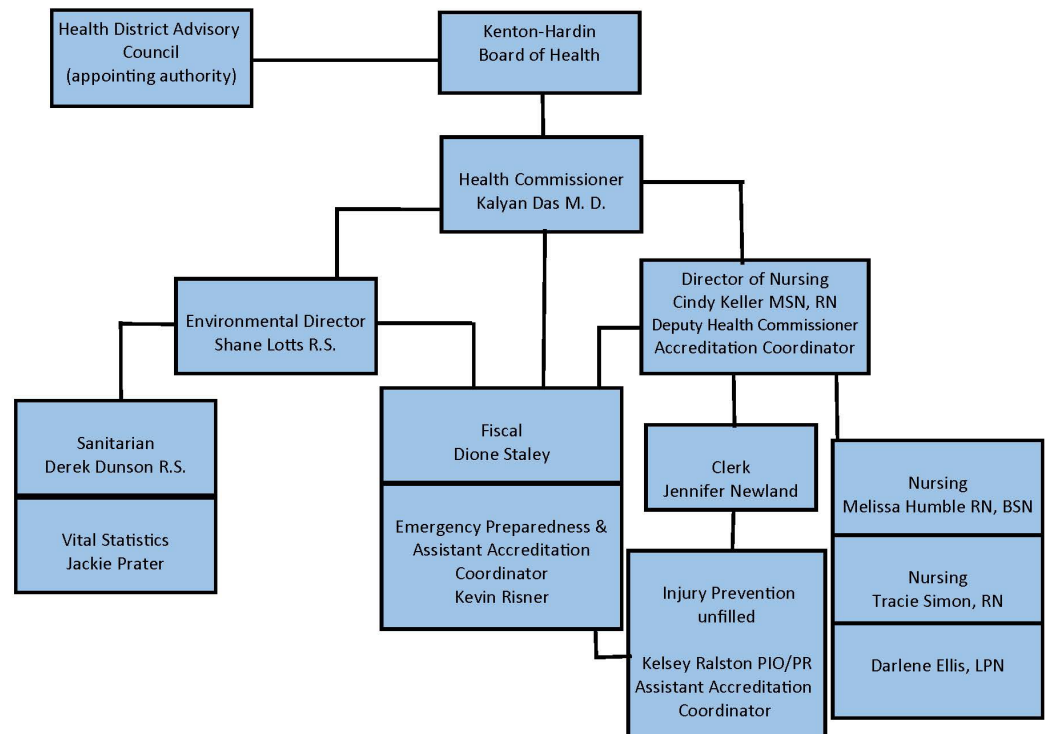 Health District Advisory
Council
(appointing authority)
Kenton-Hardin
Board of Health
Health Commissioner
Kalyan Das M. D.
Environmental Director
Shane Lotts R.S.
Director of Nursing
Cindy Keller MSN, RN
Deputy Health Commissioner
Accreditation Coordinator
Sanitarian
Derek Dunson R.S.
Vital Statistics
Jackie Prater
Fiscal
Dione Staley
Emergency Preparedness &
Assistant Accreditation
Coordinator
Kevin Risner
Clerk
Jennifer Newland
Injury Prevention
unfilled
Kelsey Ralston PIO/PR
Assistant Accreditation
Coordinator
Nursing
Melissa Humble RN, BSN
Nursing
Tracie Simon, RN
Darlene Ellis, LPN